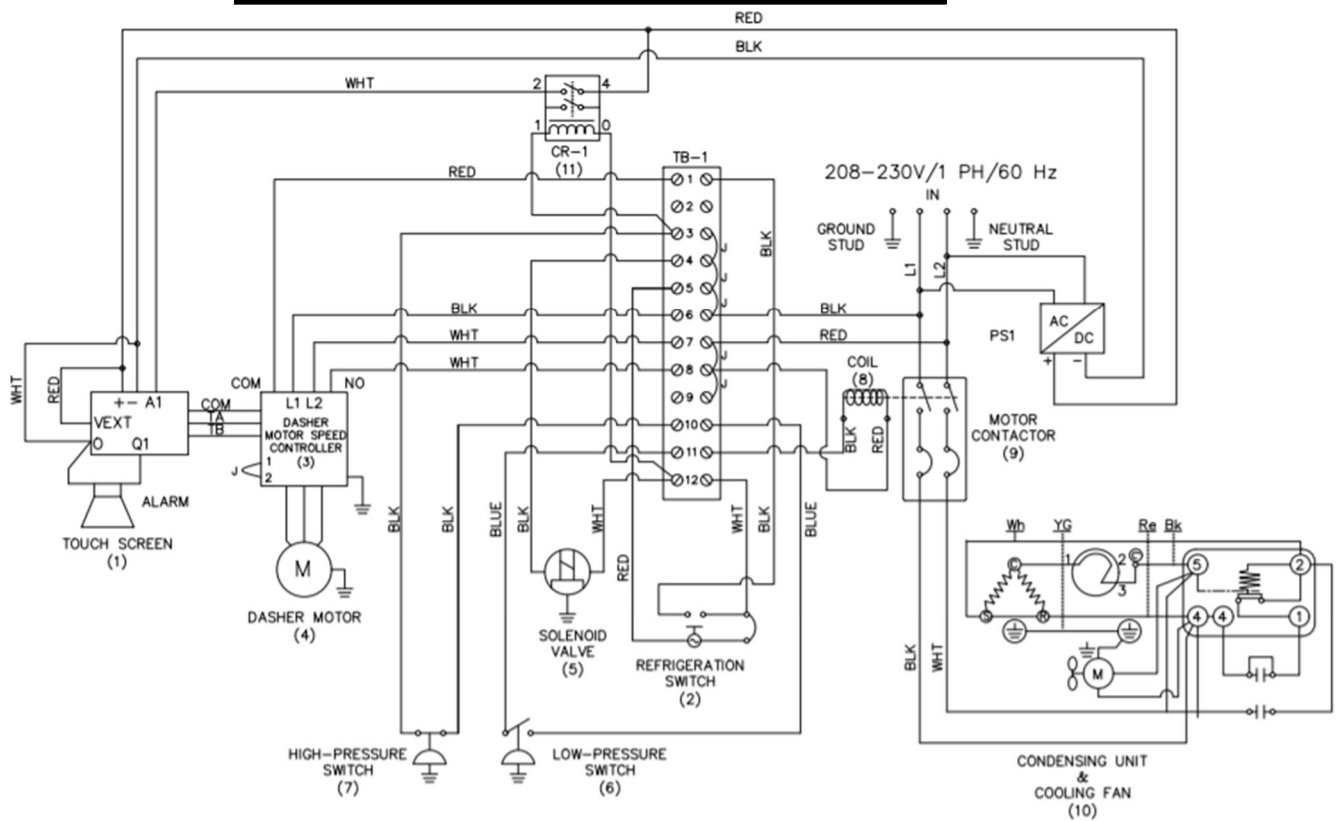 RED
BLK
WHT
2 4
1 0
CR-1
(11)
TB-1
RED
1
2
3
4
5
6
7
8
9
10
11
12
J
J
J
J
J
BLK
208-230V/1 PH/60 Hz
IN
GROUND
STUD
NEUTRAL
STUD
L1
L2
BLK
RED
PS1
AC
DC
+ -
BLK
WHT
WHT
COIL
(8)
BLK
RED
MOTOR
CONTACTOR
(9)
WHT
RED
+- A1
VEXT
O Q1
ALARM
TOUCH SCREEN
(1)
COM
TA
TB
COM
NO
L1 L2
DASHER
MOTOR SPEED
CONTROLLER
(3)
J
1
2
M
DASHER MOTOR
(4)
BLK
BLK
BLUE
BLK
WHT
RED
WHT
BLK
BLUE
SOLENOID
VALVE
(5)
REFRIGERATION
SWITCH
(2)
HIGH-PRESSURE
SWITCH
(7)
LOW-PRESSURE
SWITCH
(6)
BLK
WHT
Wh YG Re Bk
C
S
R
1
2
3
C
5
2
4
4
1
M
CONDENSING UNIT
&
COOLING FAN
(10)